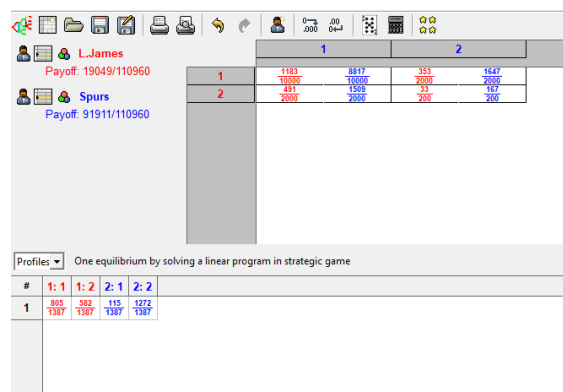 L.James
Payoff: 19049/110960
Spurs
Payoff: 91911/110960
1 2
1 1183/10000 8817/10000 353/2000 1647/2000
2 491/2000 1509/2000 33/200 167/200
Profiles One equilibrium by solving a linear program in strategic game
# 1: 1 1: 2 2: 1 2: 2
1 805/1387 582/1387 115/1387 1272/1387